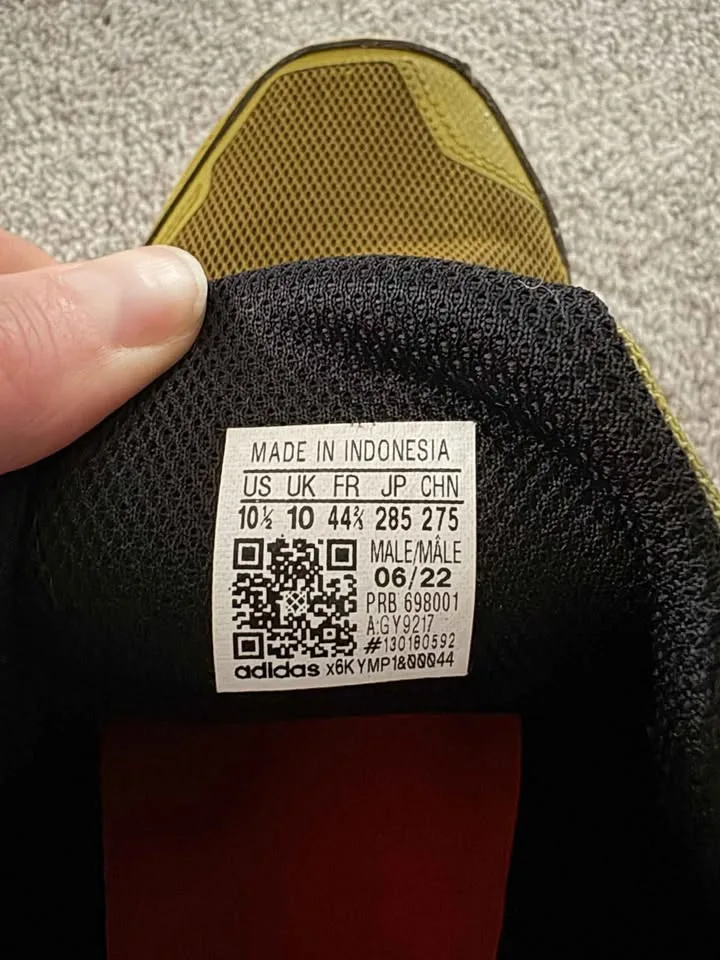 MADE IN INDONESIA
US UK FR JP CHN
10½ 10 44⅔ 285 275
MALE/MÂLE
06/22
PRB 698001
A:GY9217
#130180592
adidas x6KYMP1&00044